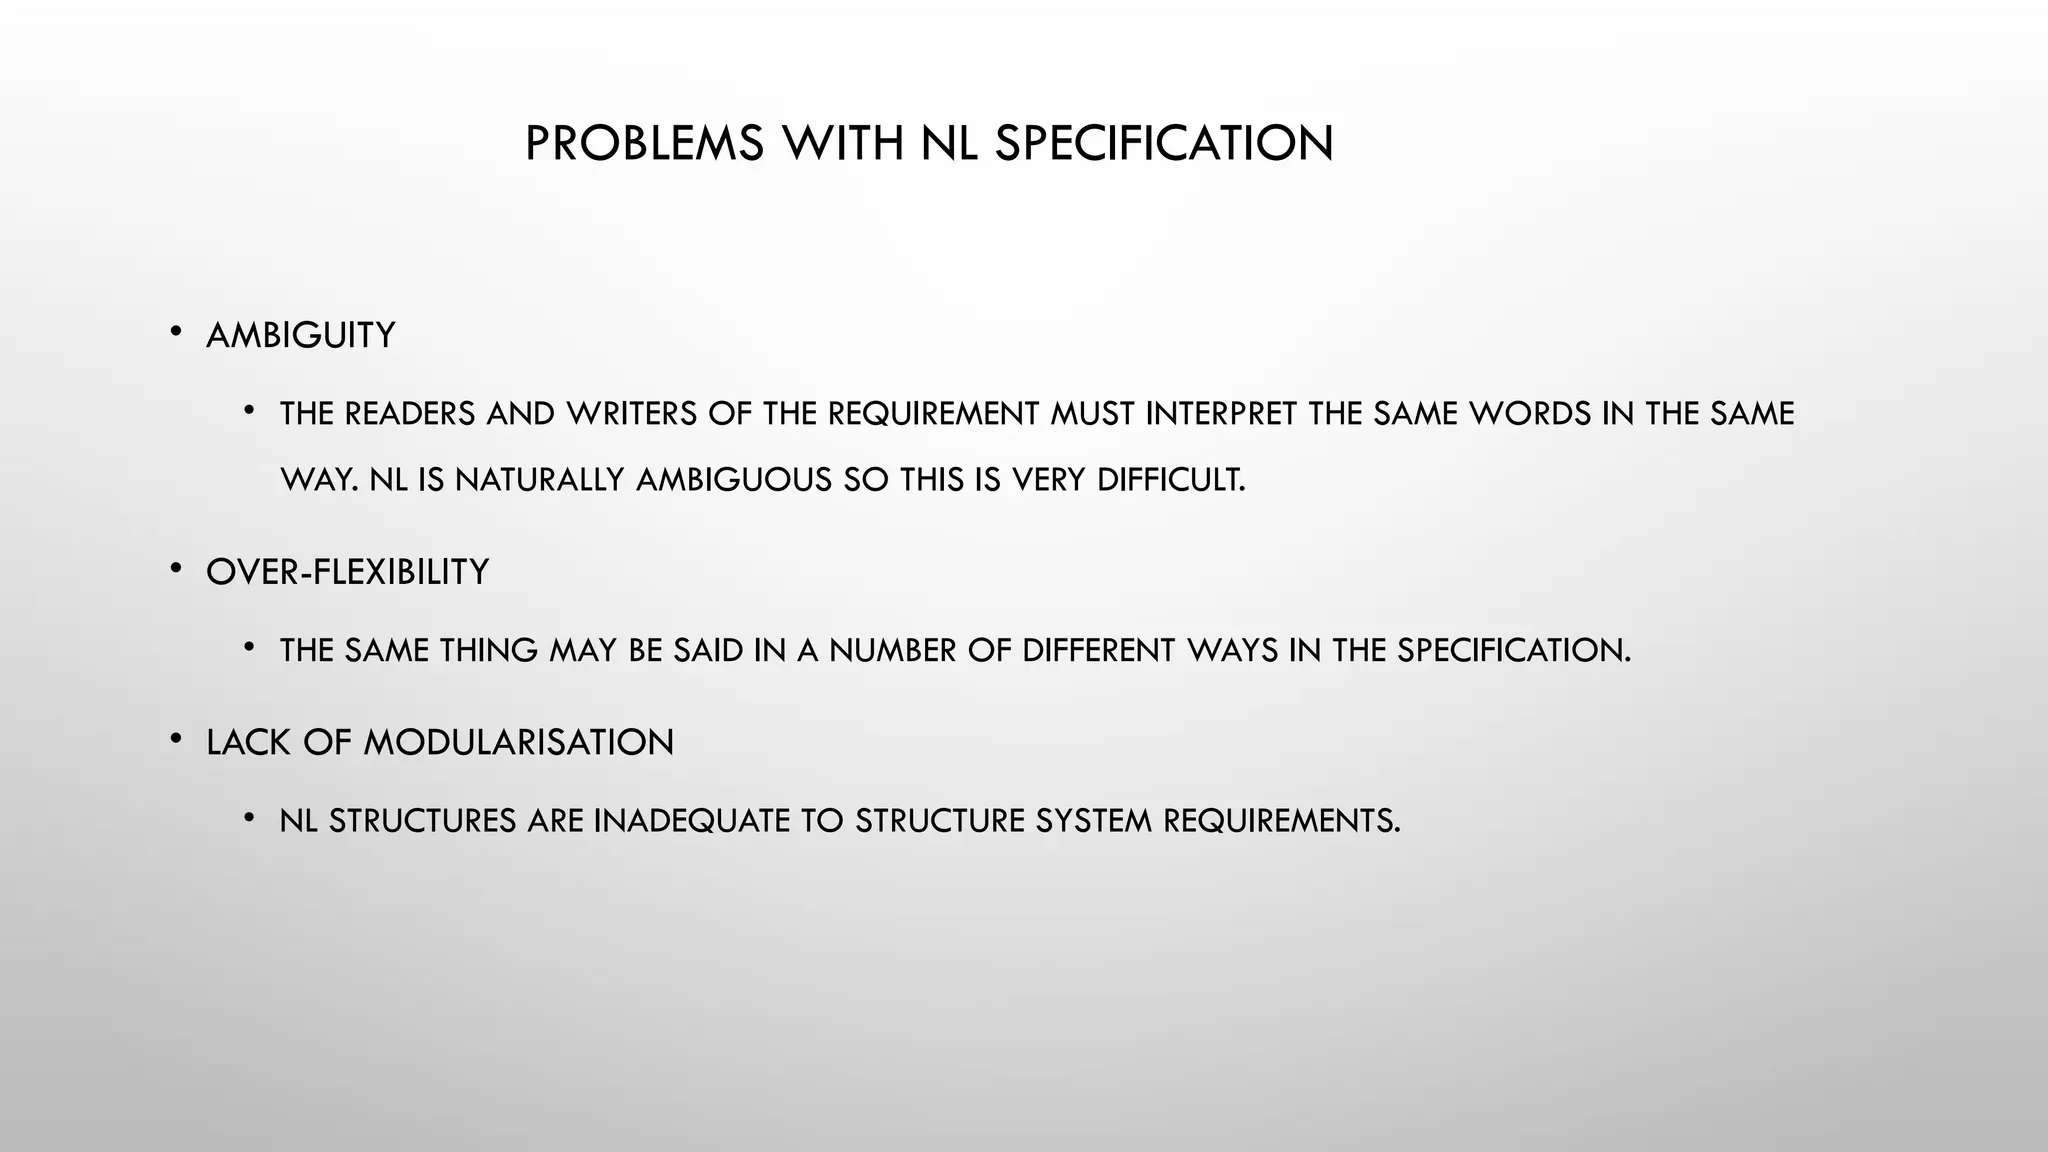 PROBLEMS WITH NL SPECIFICATION
• AMBIGUITY
• THE READERS AND WRITERS OF THE REQUIREMENT MUST INTERPRET THE SAME WORDS IN THE SAME
WAY. NL IS NATURALLY AMBIGUOUS SO THIS IS VERY DIFFICULT.
• OVER-FLEXIBILITY
• THE SAME THING MAY BE SAID IN A NUMBER OF DIFFERENT WAYS IN THE SPECIFICATION.
• LACK OF MODULARISATION
• NL STRUCTURES ARE INADEQUATE TO STRUCTURE SYSTEM REQUIREMENTS.